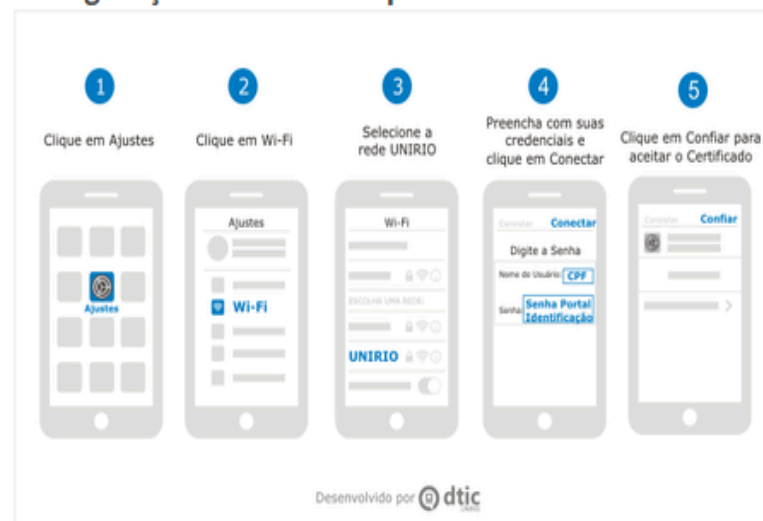 1
Clique em Ajustes
Ajustes
2
Clique em Wi-Fi
Ajustes
Wi-Fi
3
Selecione a
rede UNIRIO
Wi-Fi
ESCOLHA UMA REDE:
UNIRIO
4
Preencha com suas
credenciais e
clique em Conectar
Cancelar Conectar
Digite a Senha
Nome do Usuário: CPF
Senha: Senha Portal
Identificação
5
Clique em Confiar para
aceitar o Certificado
Cancelar Confiar
Desenvolvido por dtic